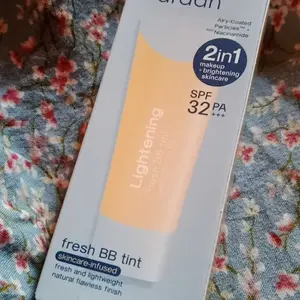 Airy-Coated
Particles™ +
Niacinamide
2in1
makeup
+ brightening
skincare
SPF
32 PA
+++
Lightening
fresh BB tint
skincare-infused
fresh and lightweight
natural flawless finish